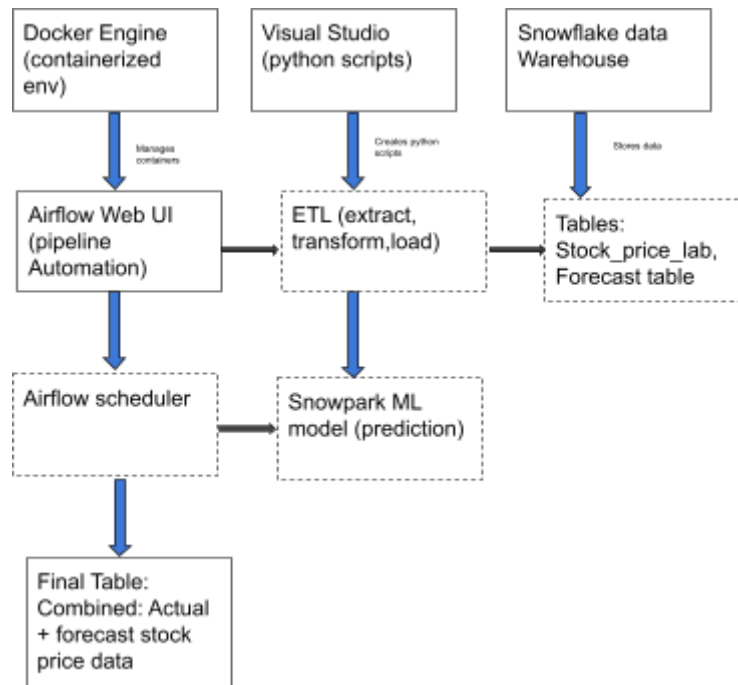 Docker Engine
(containerized
env)
Visual Studio
(python scripts)
Snowflake data
Warehouse
Manages
containers
Creates python
scripts
Stores data
Airflow Web UI
(pipeline
Automation)
ETL (extract,
transform,load)
Tables:
Stock_price_lab,
Forecast table
Airflow scheduler
Snowpark ML
model (prediction)
Final Table:
Combined: Actual
+ forecast stock
price data